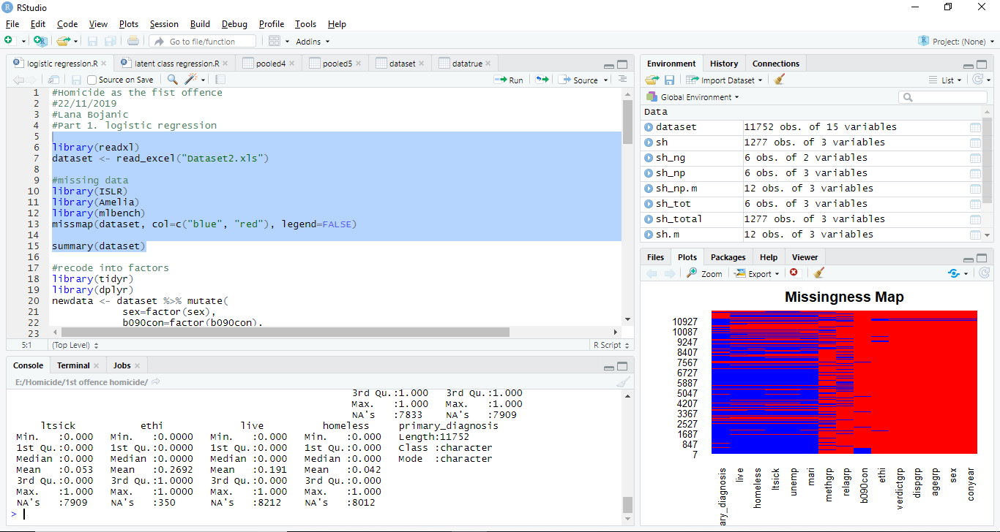 RStudio
File Edit Code View Plots Session Build Debug Profile Tools Help
Go to file/function Addins Project: (None)
logistic regression.R latent class regression.R pooled4 pooled5 dataset datatrue
Source on Save Run Source
1 #Homicide as the fist offence
2 #22/11/2019
3 #Lana Bojanic
4 #Part 1. logistic regression
5
6 library(readxl)
7 dataset <- read_excel("Dataset2.xls")
8
9 #missing data
10 library(ISLR)
11 library(Amelia)
12 library(mlbench)
13 missmap(dataset, col=c("blue", "red"), legend=FALSE)
14
15 summary(dataset)
16
17 #recode into factors
18 library(tidyr)
19 library(dplyr)
20 newdata <- dataset %>% mutate(
21 sex=factor(sex),
22 b090con=factor(b090con),
23
5:1 (Top Level) R Script
Console Terminal Jobs
E:/Homicide/1st offence homicide/
3rd Qu.:1.000 3rd Qu.:1.000
Max. :1.000 Max. :1.000
NA's :7833 NA's :7909
ltsick ethi live homeless primary_diagnosis
Min. :0.000 Min. :0.0000 Min. :0.000 Min. :0.000 Length:11752
1st Qu.:0.000 1st Qu.:0.0000 1st Qu.:0.000 1st Qu.:0.000 Class :character
Median :0.000 Median :0.0000 Median :0.000 Median :0.000 Mode :character
Mean :0.053 Mean :0.2692 Mean :0.191 Mean :0.042
3rd Qu.:0.000 3rd Qu.:1.0000 3rd Qu.:0.000 3rd Qu.:0.000
Max. :1.000 Max. :1.0000 Max. :1.000 Max. :1.000
NA's :7909 NA's :350 NA's :8212 NA's :8012
>
Environment History Connections
Import Dataset List
Global Environment
Data
dataset 11752 obs. of 15 variables
sh 1277 obs. of 3 variables
sh_ng 6 obs. of 2 variables
sh_np 6 obs. of 3 variables
sh_np.m 12 obs. of 3 variables
sh_tot 6 obs. of 3 variables
sh_total 1277 obs. of 3 variables
sh.m 12 obs. of 3 variables
Files Plots Packages Help Viewer
Zoom Export
Missingness Map
10927
10087
9247
8407
7567
6727
5887
5047
4207
3367
2527
1687
847
7
ary_diagnosis
live
homeless
ltsick
unemp
mari
methgrp
relagrp
b090con
ethi
verdictgrp
dispgrp
agegrp
sex
conyear